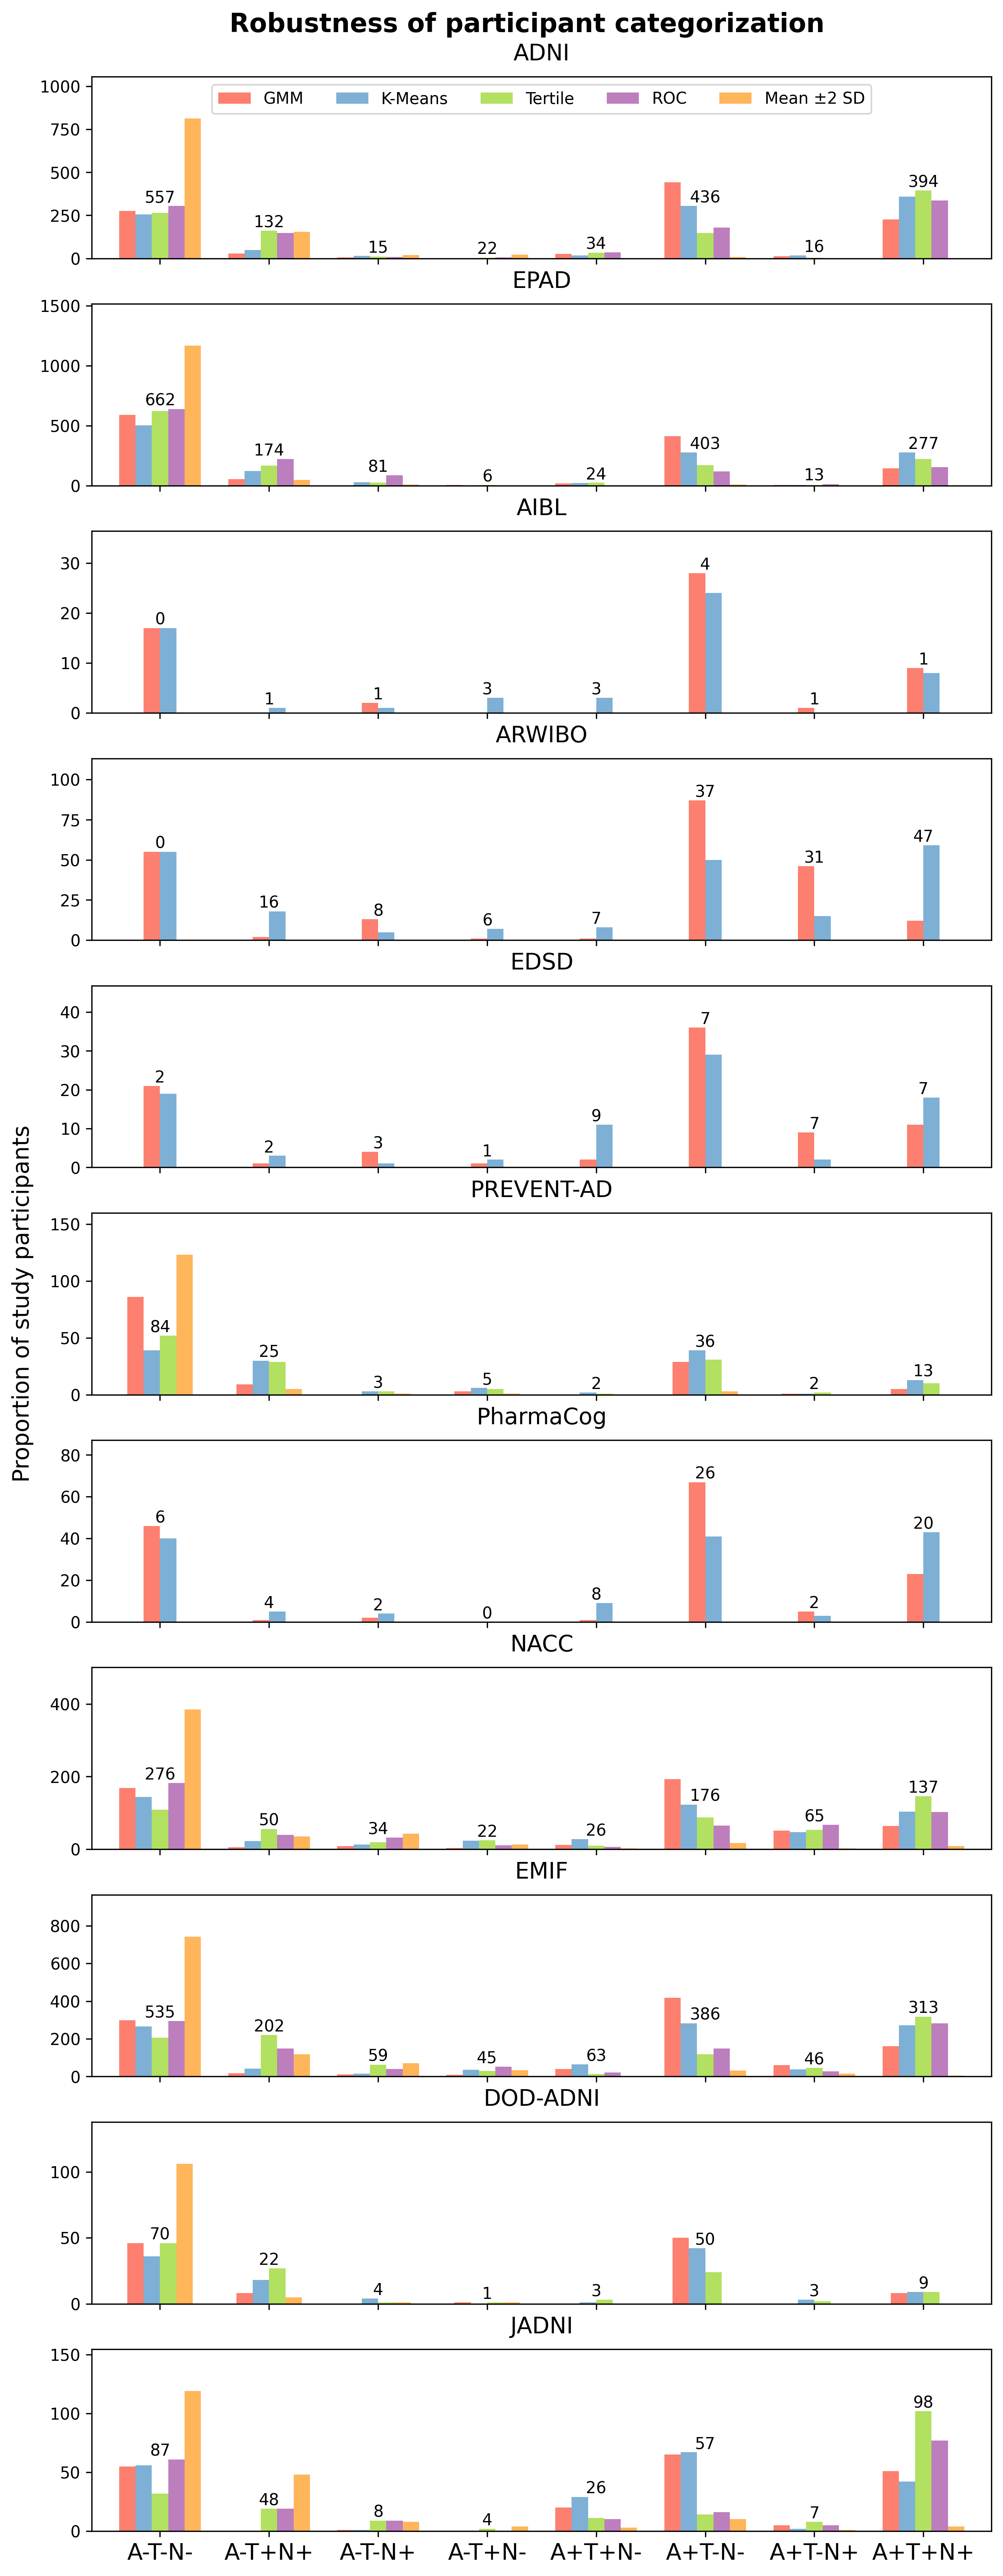 Robustness of participant categorization
ADNI
GMM K-Means Tertile ROC Mean ±2 SD
1000
750
500
250
0
557 132 15 22 34 436 16 394
EPAD
1500
1000
500
0
662 174 81 6 24 403 13 277
AIBL
30
20
10
0
0 1 1 3 3 4 1 1
ARWIBO
100
75
50
25
0
0 16 8 6 7 37 31 47
EDSD
40
30
20
10
0
2 2 3 1 9 7 7 7
Proportion of study participants
PREVENT-AD
150
100
50
0
84 25 3 5 2 36 2 13
PharmaCog
80
60
40
20
0
6 4 2 0 8 26 2 20
NACC
400
200
0
276 50 34 22 26 176 65 137
EMIF
800
600
400
200
0
535 202 59 45 63 386 46 313
DOD-ADNI
100
50
0
70 22 4 1 3 50 3 9
JADNI
150
100
50
0
87 48 8 4 26 57 7 98
A-T-N- A-T+N+ A-T-N+ A-T+N- A+T+N- A+T-N- A+T-N+ A+T+N+